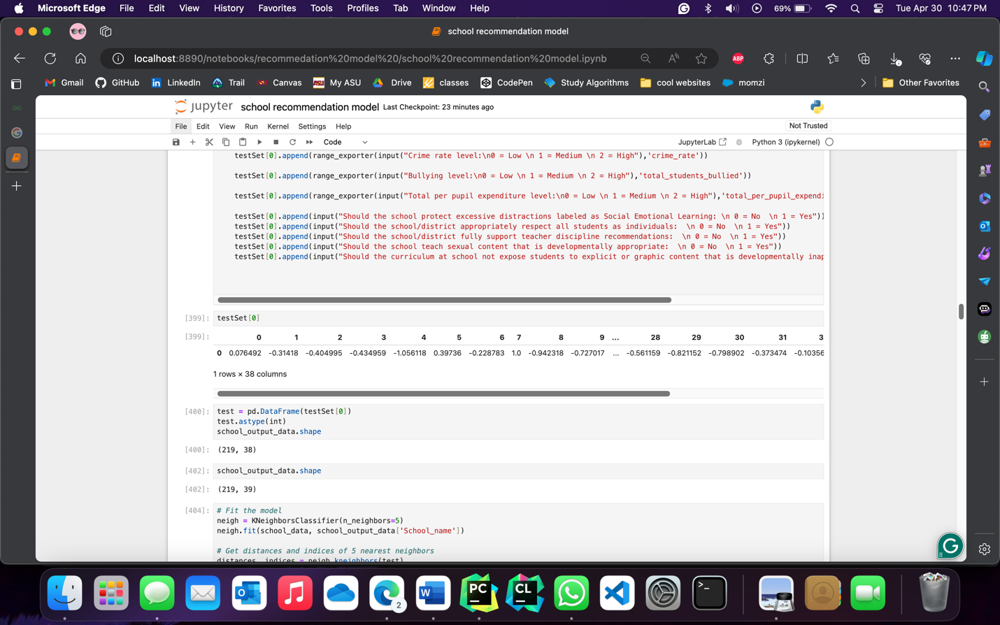 Microsoft Edge File Edit View History Favorites Tools Profiles Tab Window Help 69% Tue Apr 30 10:47 PM
school recommendation model
localhost:8890/notebooks/recommedation%20model%20/school%20recommendation%20model.ipynb ABP
Gmail GitHub LinkedIn Trail Canvas My ASU Drive classes CodePen Study Algorithms cool websites momzi Other Favorites
jupyter school recommendation model Last Checkpoint: 23 minutes ago
File Edit View Run Kernel Settings Help Not Trusted
Code JupyterLab Python 3 (ipykernel)
testSet[0].append(range_exporter(input("Crime rate level:\n0 = Low \n 1 = Medium \n 2 = High"),'crime_rate'))
testSet[0].append(range_exporter(input("Bullying level:\n0 = Low \n 1 = Medium \n 2 = High"),'total_students_bullied'))
testSet[0].append(range_exporter(input("Total per pupil expenditure level:\n0 = Low \n 1 = Medium \n 2 = High"),'total_per_pupil_expendi
testSet[0].append(input("Should the school protect excessive distractions labeled as Social Emotional Learning: \n 0 = No  \n 1 = Yes"))
testSet[0].append(input("Should the school/district appropriately respect all students as individuals:  \n 0 = No  \n 1 = Yes"))
testSet[0].append(input("Should the school/district fully support teacher discipline recommendations:  \n 0 = No  \n 1 = Yes"))
testSet[0].append(input("Should the school teach sexual content that is developmentally appropriate:  \n 0 = No  \n 1 = Yes"))
testSet[0].append(input("Should the curriculum at school not expose students to explicit or graphic content that is developmentally inap
[399]: testSet[0]
[399]: 0 1 2 3 4 5 6 7 8 9 ... 28 29 30 31 3
0 0.076492 -0.31418 -0.404995 -0.434959 -1.056118 0.39736 -0.228783 1.0 -0.942318 -0.727017 ... -0.561159 -0.821152 -0.798902 -0.373474 -0.10356
1 rows × 38 columns
[400]: test = pd.DataFrame(testSet[0])
test.astype(int)
school_output_data.shape
[400]: (219, 38)
[402]: school_output_data.shape
[402]: (219, 39)
[404]: # Fit the model
neigh = KNeighborsClassifier(n_neighbors=5)
neigh.fit(school_data, school_output_data['School_name'])
# Get distances and indices of 5 nearest neighbors
distances, indices = neigh.kneighbors(test)
2 PC CL